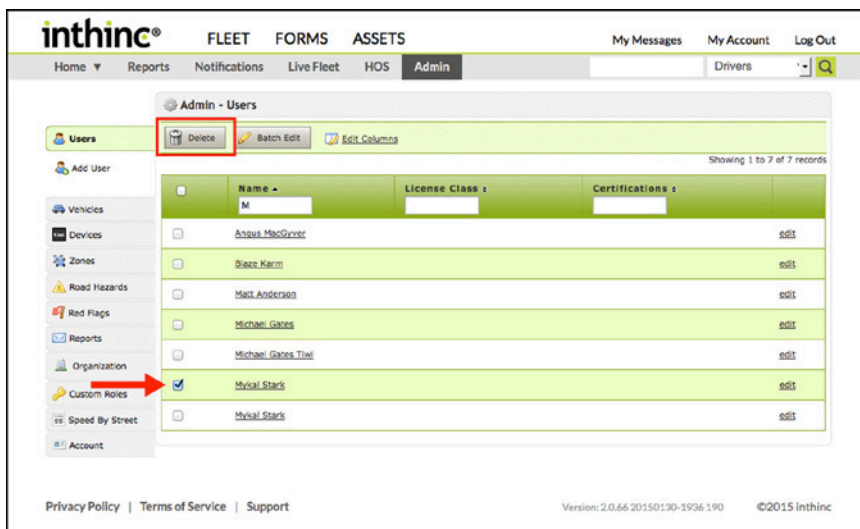 inthinc®
FLEET FORMS ASSETS
My Messages My Account Log Out
Home ▼ Reports Notifications Live Fleet HOS Admin
Drivers
Admin - Users
Users
Delete Batch Edit Edit Columns
Add User
Showing 1 to 7 of 7 records
Name License Class Certifications
M
Vehicles
Devices
Angus MacGyver edit
Zones
Blaze Karm edit
Road Hazards
Matt Anderson edit
Red Flags
Michael Gates edit
Reports
Michael Gates Tiwi edit
Organization
Mykal Stark edit
Custom Roles
Speed By Street
Mykal Stark edit
Account
Privacy Policy | Terms of Service | Support
Version: 2.0.66 20150130-1936 190
©2015 inthinc